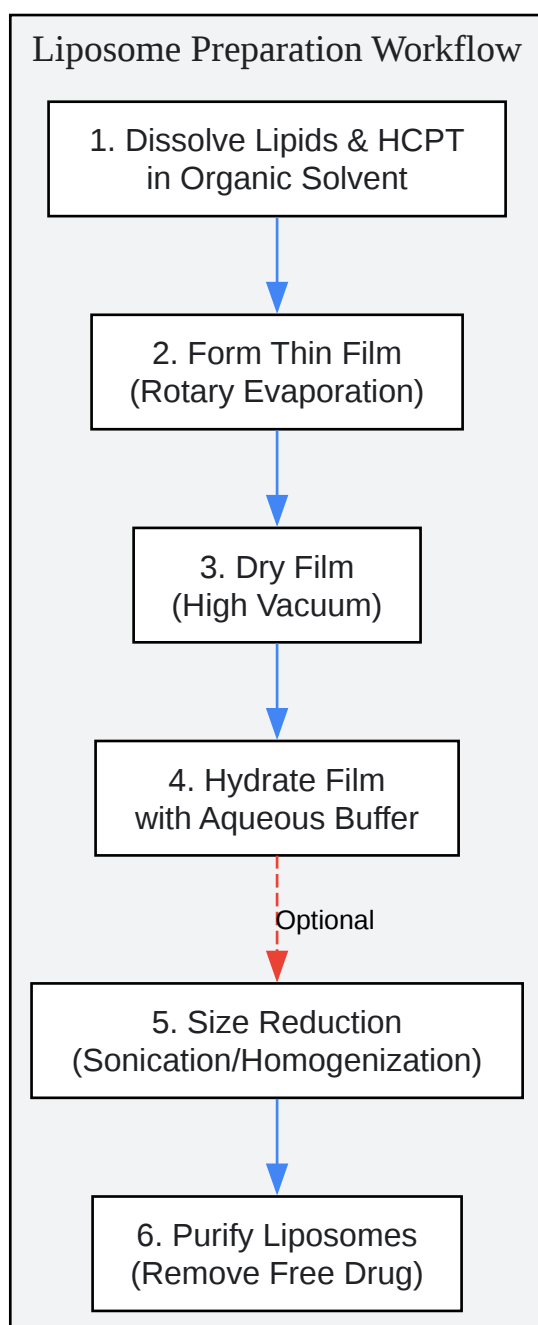 Liposome Preparation Workflow
1. Dissolve Lipids & HCPT
in Organic Solvent
2. Form Thin Film
(Rotary Evaporation)
3. Dry Film
(High Vacuum)
4. Hydrate Film
with Aqueous Buffer
Optional
5. Size Reduction
(Sonication/Homogenization)
6. Purify Liposomes
(Remove Free Drug)